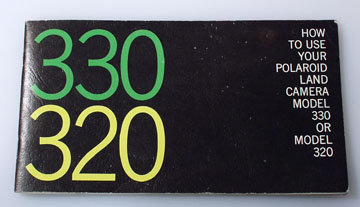 330
320
HOW
TO USE
YOUR
POLAROID
LAND
CAMERA
MODEL
330
OR
MODEL
320